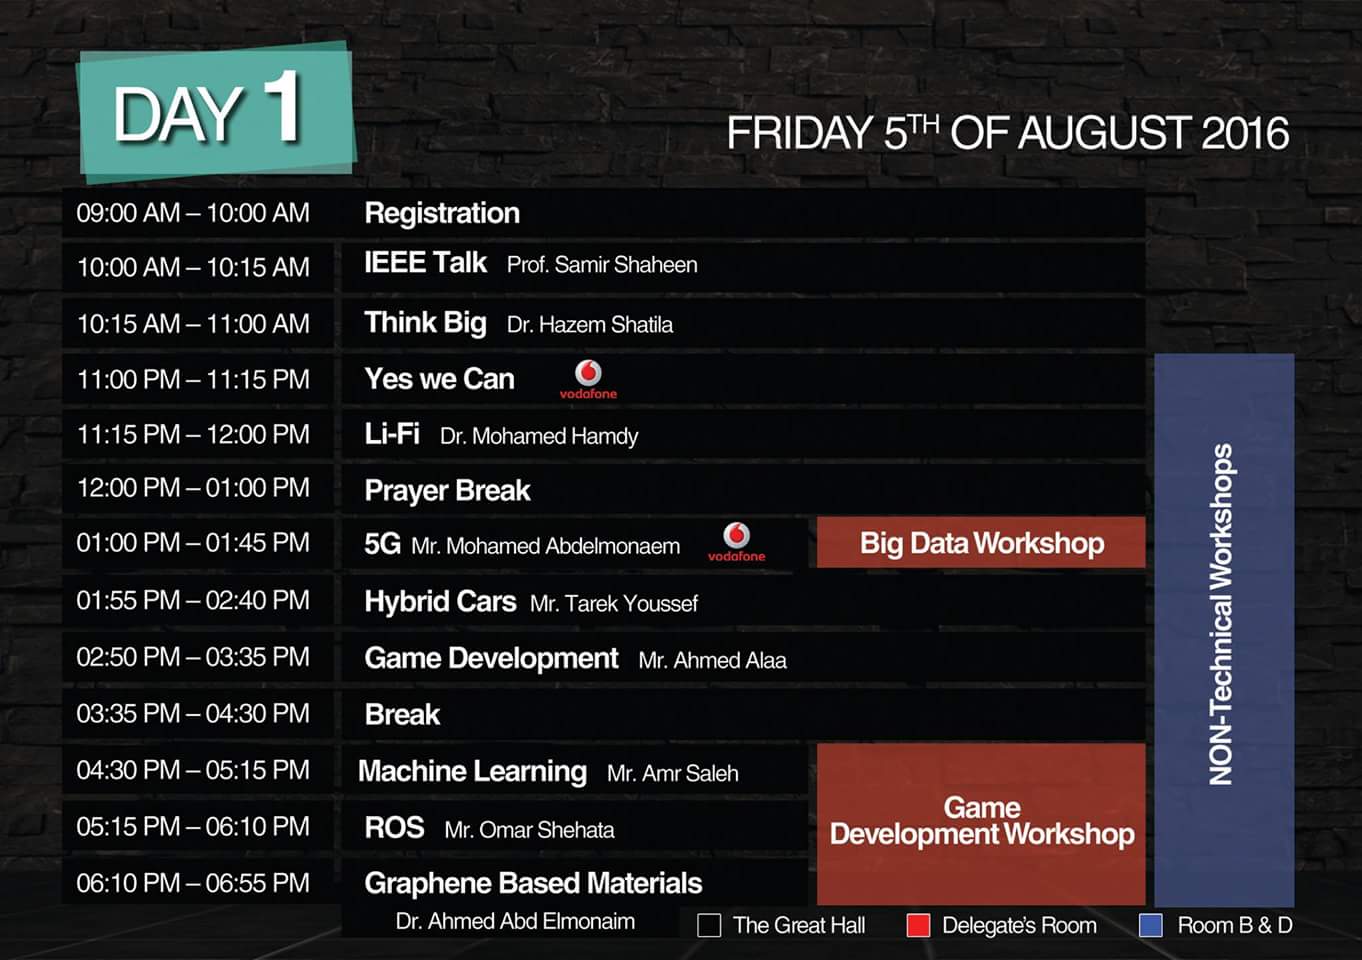 DAY 1
FRIDAY 5TH OF AUGUST 2016
09:00 AM – 10:00 AM Registration
10:00 AM – 10:15 AM IEEE Talk Prof. Samir Shaheen
10:15 AM – 11:00 AM Think Big Dr. Hazem Shatila
11:00 PM – 11:15 PM Yes we Can vodafone
11:15 PM – 12:00 PM Li-Fi Dr. Mohamed Hamdy
12:00 PM – 01:00 PM Prayer Break
01:00 PM – 01:45 PM 5G Mr. Mohamed Abdelmonaem vodafone Big Data Workshop
01:55 PM – 02:40 PM Hybrid Cars Mr. Tarek Youssef
02:50 PM – 03:35 PM Game Development Mr. Ahmed Alaa
03:35 PM – 04:30 PM Break
04:30 PM – 05:15 PM Machine Learning Mr. Amr Saleh
05:15 PM – 06:10 PM ROS Mr. Omar Shehata
06:10 PM – 06:55 PM Graphene Based Materials
Dr. Ahmed Abd Elmonaim
Game
Development Workshop
NON-Technical Workshops
The Great Hall Delegate's Room Room B & D